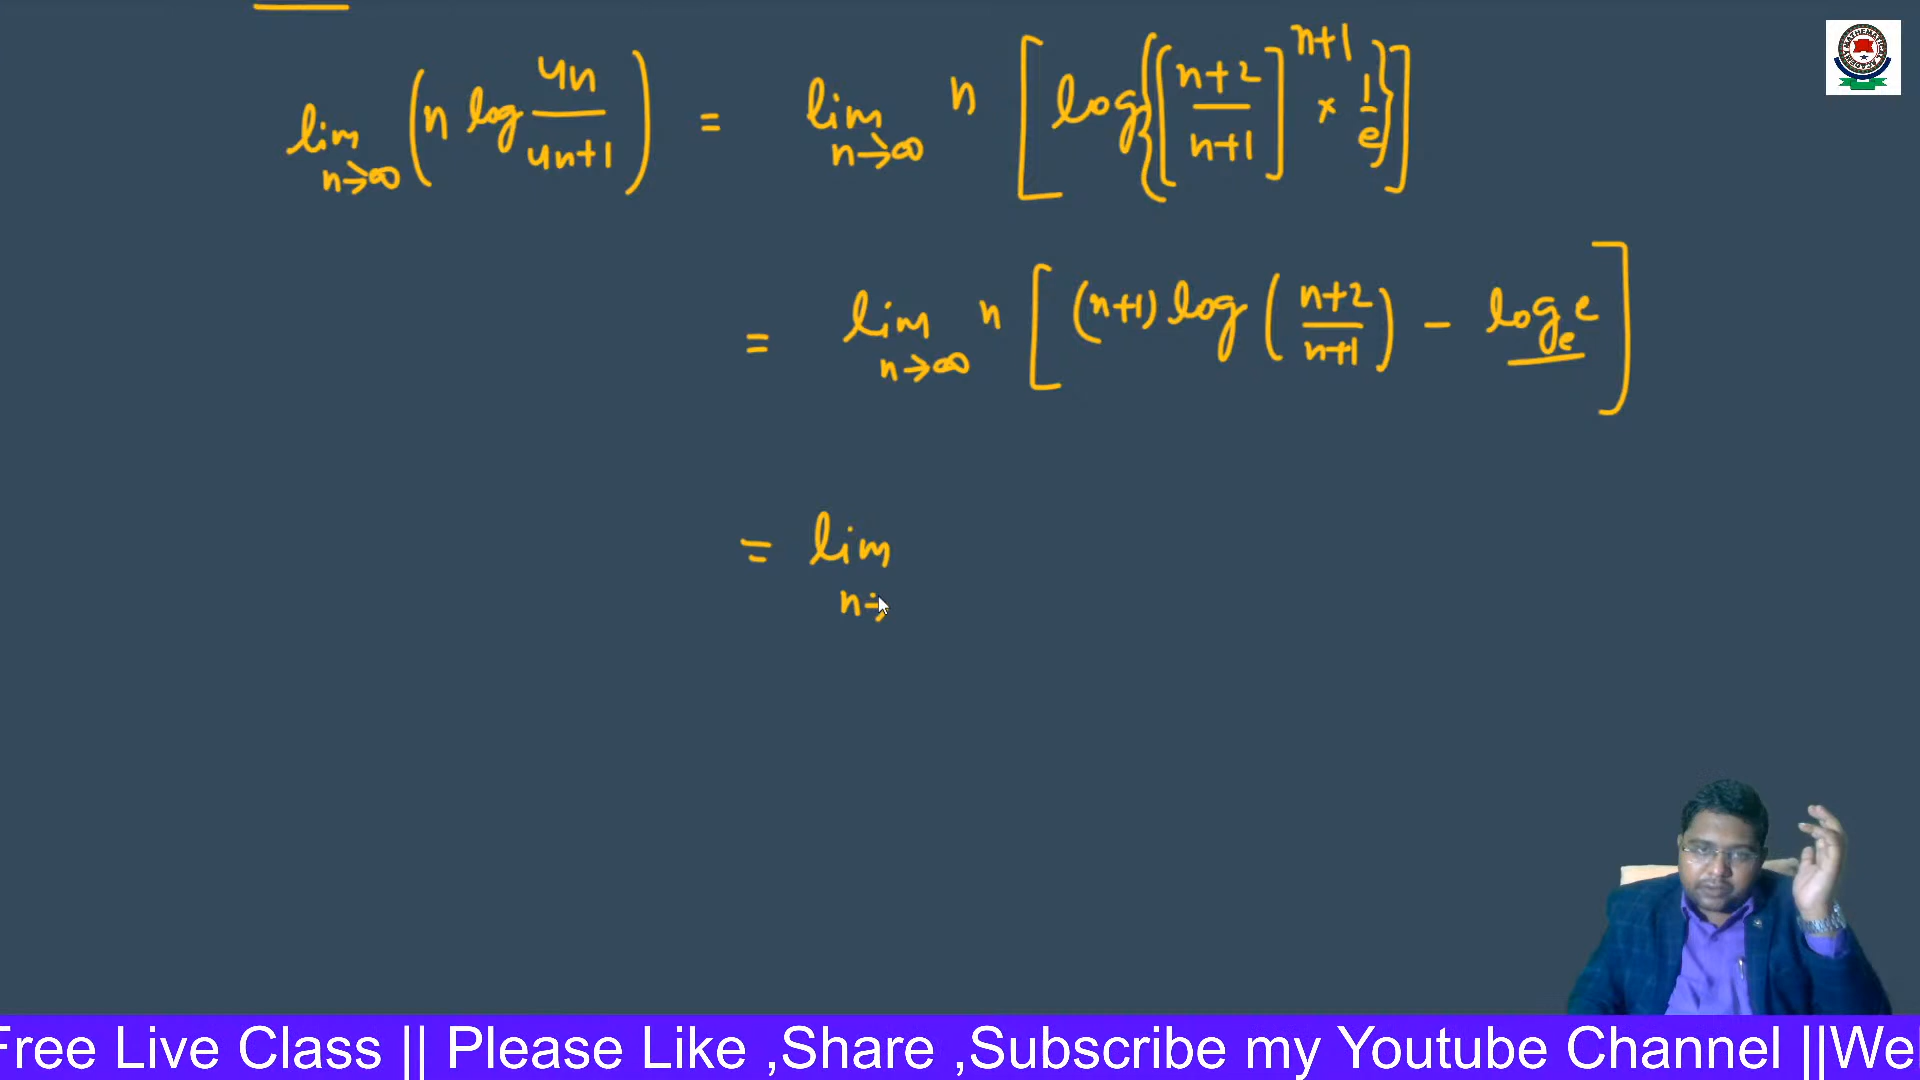 lim n→∞ (n log 4n/4n+1) = lim n→∞ n [log{[n+2/n+1]^n+1 × 1/e}]
= lim n→∞ n [(n+1) log (n+2/n+1) - log_e e]
= lim n→
Free Live Class || Please Like ,Share ,Subscribe my Youtube Channel ||We